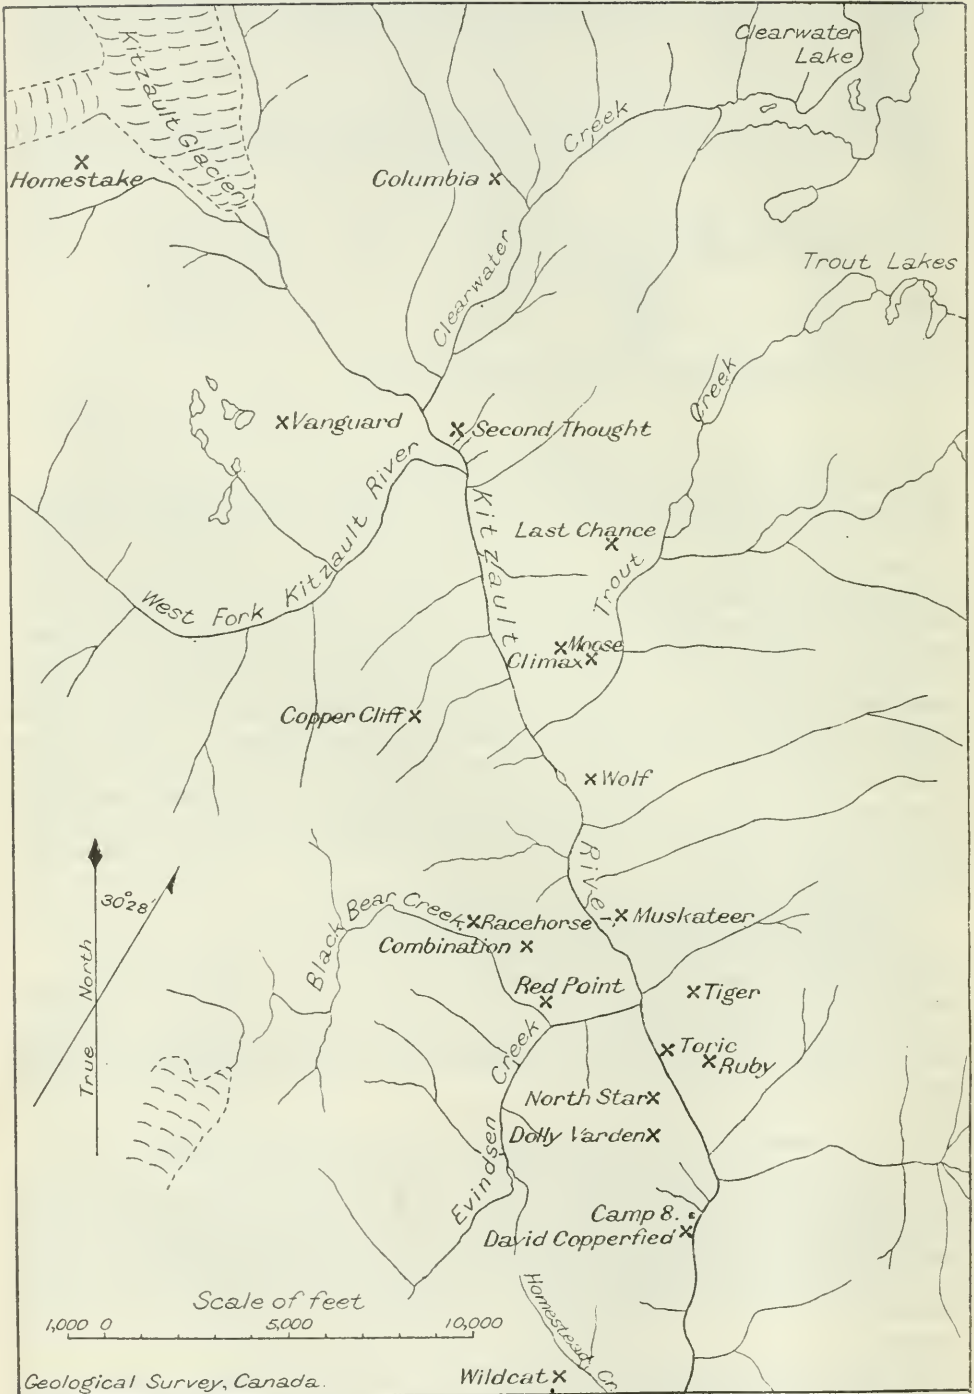 Clearwater
Lake
Kitzault Glacier
Creek
Homestake
Columbia
Clearwater
Trout Lakes
Creek
Vanguard
Second Thought
West Fork Kitzault River
Kitzault
Last Chance
Trout
Moose
Climax
Copper Cliff
Wolf
River
30°28'
True North
Black Bear Creek
Racehorse
Muskateer
Combination
Red Point
Tiger
Creek
Toric
Ruby
North Star
Dolly Varden
Evindsen
Camp 8.
David Copperfied
Homestead Cr.
Scale of feet
1,000 0 5,000 10,000
Wildcat
Geological Survey, Canada.